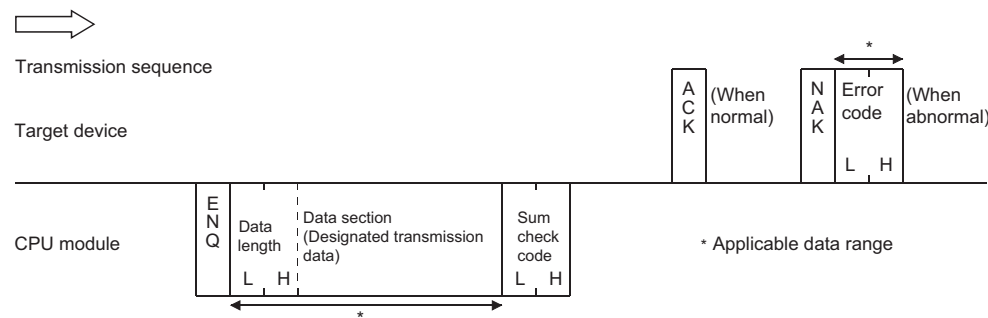 Transmission sequence
*
A
C
K
(When
normal)
N
A
K
Error
code
L H
(When
abnormal)
Target device
E
N
Q
Data
length
L H
Data section
(Designated transmission
data)
Sum
check
code
L H
CPU module
* Applicable data range
*